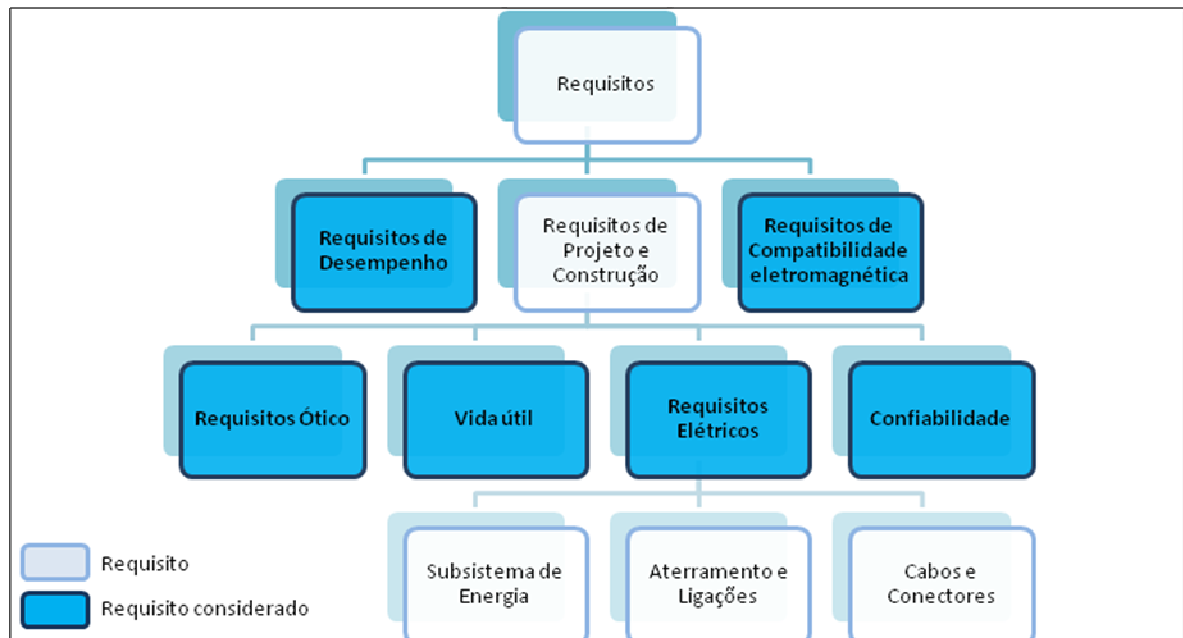 Requisitos
Requisitos de
Desempenho
Requisitos de
Projeto e
Construção
Requisitos de
Compatibilidade
eletromagnética
Requisitos Ótico
Vida útil
Requisitos
Elétricos
Confiabilidade
Subsistema de
Energia
Aterramento e
Ligações
Cabos e
Conectores
Requisito
Requisito considerado